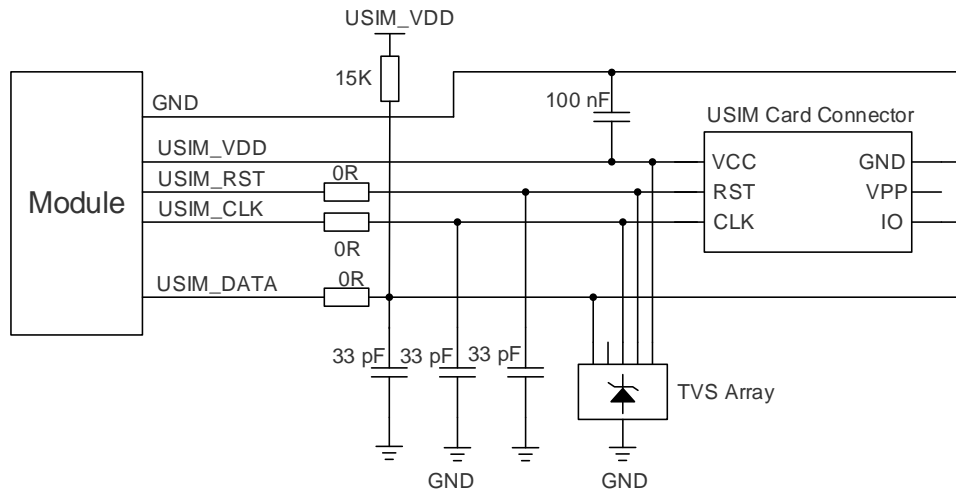 USIM_VDD
15K
GND
100 nF
USIM Card Connector
USIM_VDD
VCC
GND
USIM_RST
0R
RST
VPP
Module
USIM_CLK
CLK
IO
0R
USIM_DATA
0R
33 pF
33 pF
33 pF
TVS Array
GND
GND